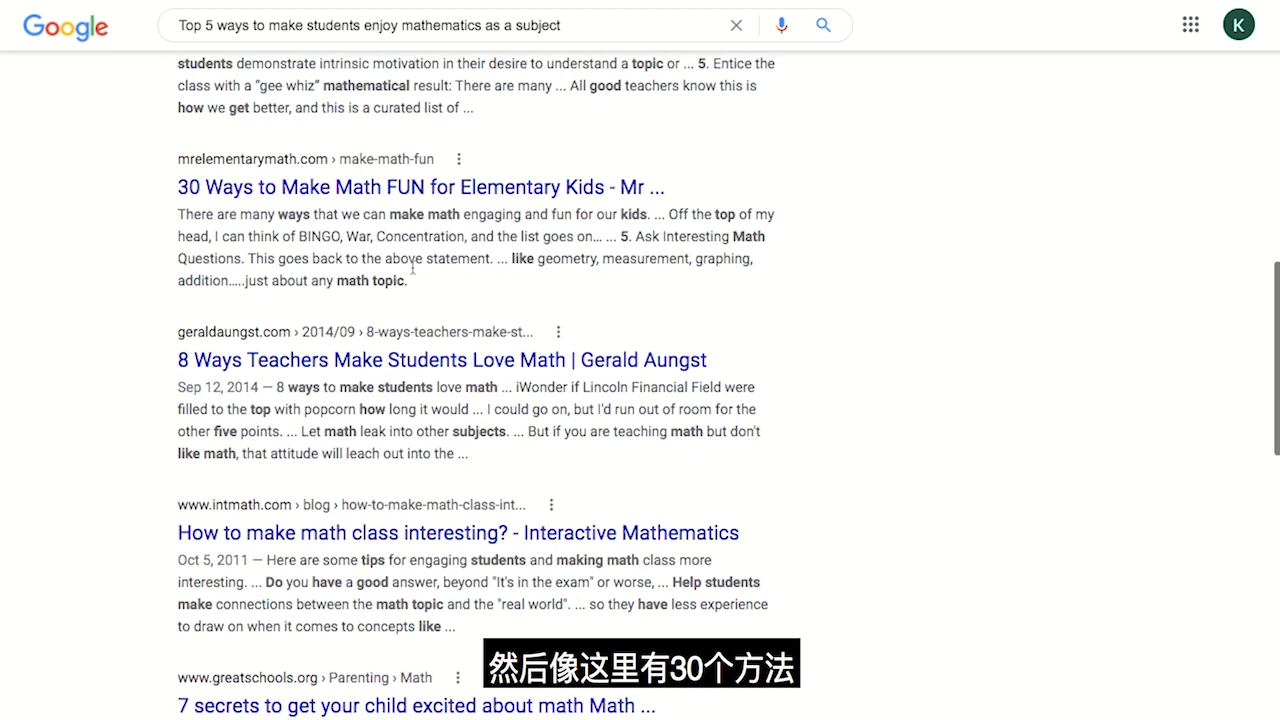 Google
Top 5 ways to make students enjoy mathematics as a subject
K
students demonstrate intrinsic motivation in their desire to understand a topic or ... 5. Entice the
class with a “gee whiz” mathematical result: There are many ... All good teachers know this is
how we get better, and this is a curated list of ...
mrelementarymath.com › make-math-fun
30 Ways to Make Math FUN for Elementary Kids - Mr ...
There are many ways that we can make math engaging and fun for our kids. ... Off the top of my
head, I can think of BINGO, War, Concentration, and the list goes on… ... 5. Ask Interesting Math
Questions. This goes back to the above statement. ... like geometry, measurement, graphing,
addition…..just about any math topic.
geraldaungst.com › 2014/09 › 8-ways-teachers-make-st...
8 Ways Teachers Make Students Love Math | Gerald Aungst
Sep 12, 2014 — 8 ways to make students love math ... iWonder if Lincoln Financial Field were
filled to the top with popcorn how long it would ... I could go on, but I'd run out of room for the
other five points. ... Let math leak into other subjects. ... But if you are teaching math but don't
like math, that attitude will leach out into the ...
www.intmath.com › blog › how-to-make-math-class-int...
How to make math class interesting? - Interactive Mathematics
Oct 5, 2011 — Here are some tips for engaging students and making math class more
interesting. ... Do you have a good answer, beyond "It's in the exam" or worse, ... Help students
make connections between the math topic and the "real world". ... so they have less experience
to draw on when it comes to concepts like ...
www.greatschools.org › Parenting › Math
7 secrets to get your child excited about math Math ...
然后像这里有30个方法